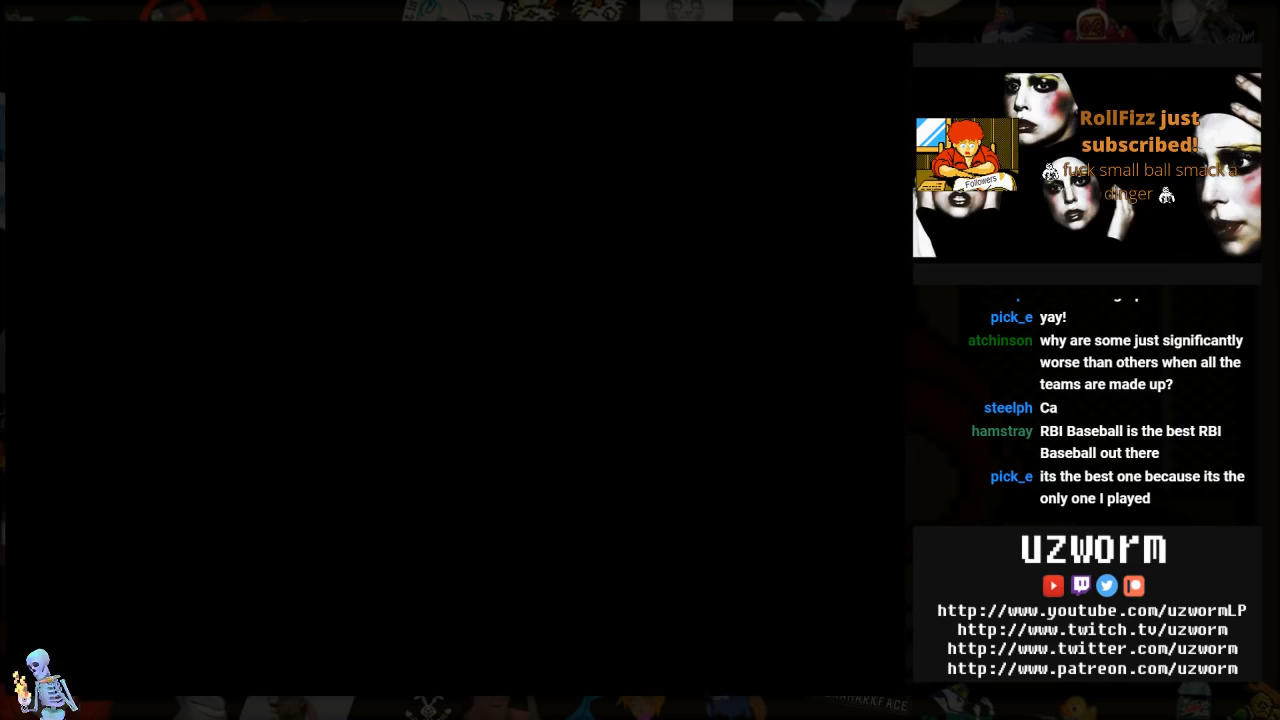 RollFizz just
subscribed!
fuck small ball smack a
dinger
Followers
pick_e yay!
atchinson why are some just significantly
worse than others when all the
teams are made up?
steelph Ca
hamstray RBI Baseball is the best RBI
Baseball out there
pick_e its the best one because its the
only one I played
uzworm
http://www.youtube.com/uzwormLP
http://www.twitch.tv/uzworm
http://www.twitter.com/uzworm
http://www.patreon.com/uzworm